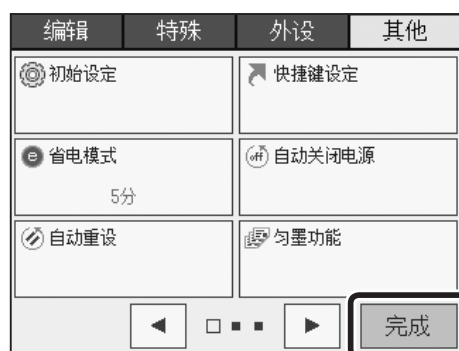 编辑 特殊 外设 其他
初始设定 快捷键设定
省电模式 off 自动关闭电源
5分
自动重设 匀墨功能
完成